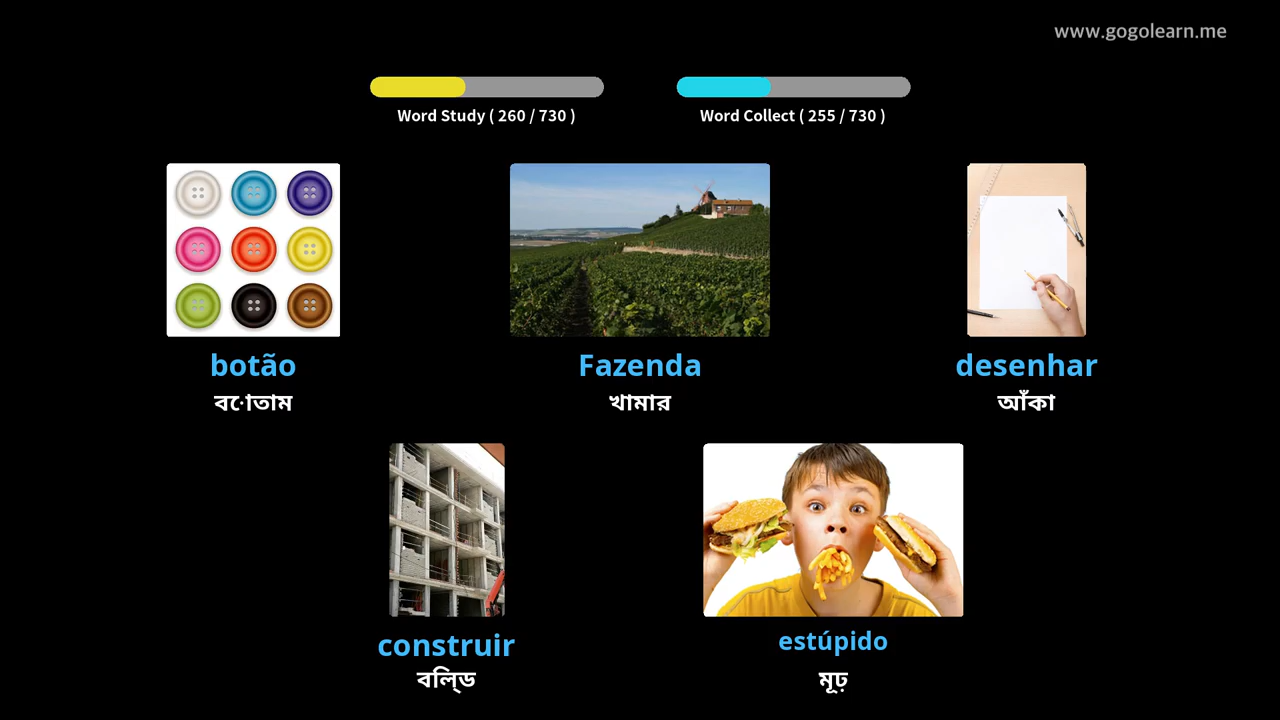 www.gogolearn.me
Word Study ( 260 / 730 )
Word Collect ( 255 / 730 )
botão
বোতাম
Fazenda
খামার
desenhar
আঁকা
construir
বিল্ড
estúpido
মূঢ়